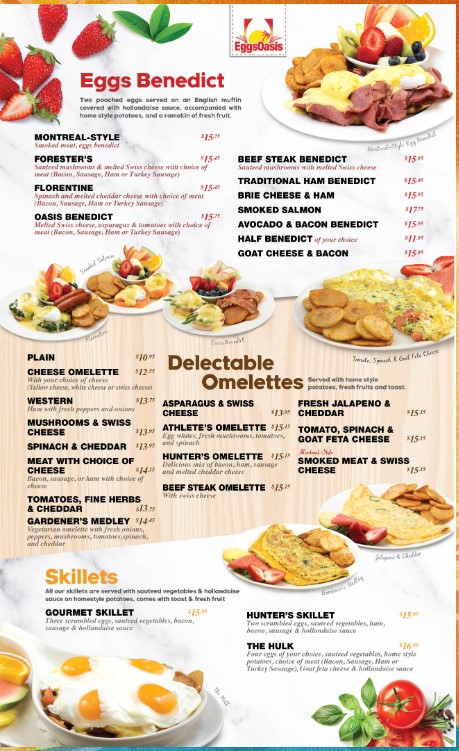 EggsOasis
Eggs Benedict
Two poached eggs served on an English muffin
covered with hollandaise sauce, accompanied with
home style potatoes, and a ramekin of fresh fruit.
Montreal-Style Egg Benedict
MONTREAL-STYLE $15.75
Smoked meat, eggs benedict
FORESTER'S $15.45
Sauteed mushrooms & melted Swiss cheese with choice of
meat (Bacon, Sausage, Ham or Turkey Sausage)
FLORENTINE $15.45
Spinach and melted cheddar cheese with choice of meat
(Bacon, Sausage, Ham or Turkey Sausage)
OASIS BENEDICT $15.75
Melted Swiss cheese, asparagus & tomatoes with choice of
meat (Bacon, Sausage, Ham or Turkey Sausage)
BEEF STEAK BENEDICT $15.95
Sauteed mushrooms with melted Swiss cheese
TRADITIONAL HAM BENEDICT $15.45
BRIE CHEESE & HAM $15.95
SMOKED SALMON $17.75
AVOCADO & BACON BENEDICT $15.95
HALF BENEDICT of your choice $11.95
GOAT CHEESE & BACON $15.95
Smoked Salmon
Florentine
Oasis Benedict
Tomato, Spinach & Goat Feta Cheese
Delectable
Omelettes
Served with home style
potatoes, fresh fruits and toast.
PLAIN $10.95
CHEESE OMELETTE $12.55
With your choice of cheese
(Yellow cheese, white cheese or swiss cheese)
WESTERN $13.75
Ham with fresh peppers and onions
MUSHROOMS & SWISS
CHEESE $13.95
SPINACH & CHEDDAR $13.95
MEAT WITH CHOICE OF
CHEESE $14.15
Bacon, sausage, or ham with choice of
cheese
TOMATOES, FINE HERBS
& CHEDDAR $13.75
GARDENER'S MEDLEY $14.45
Vegetarian omelette with fresh onions,
peppers, mushrooms, tomatoes, spinach,
and cheddar
ASPARAGUS & SWISS
CHEESE $13.95
ATHLETE'S OMELETTE $15.15
Egg whites, fresh mushrooms, tomatoes,
and spinach
HUNTER'S OMELETTE $15.15
Delicious mix of bacon, ham, sausage
and melted cheddar cheese
BEEF STEAK OMELETTE $15.15
With swiss cheese
FRESH JALAPENO &
CHEDDAR $15.15
TOMATO, SPINACH &
GOAT FETA CHEESE $15.15
Montreal-Style
SMOKED MEAT & SWISS
CHEESE $15.15
Jalapeno & Cheddar
Gardener's Medley
Skillets
All our skillets are served with sauteed vegetables & hollandaise
sauce on homestyle potatoes, comes with toast & fresh fruit
GOURMET SKILLET $15.95
Three scrambled eggs, sauteed vegetables, bacon,
sausage & hollandaise sauce
HUNTER'S SKILLET $15.95
Two scrambled eggs, sauteed vegetables, ham,
bacon, sausage & hollandaise sauce
THE HULK $16.95
Four eggs of your choice, sauteed vegetables, home style
potatoes, choice of meat (Bacon, Sausage, Ham or
Turkey Sausage), Goat feta cheese & hollandaise sauce
The Hulk